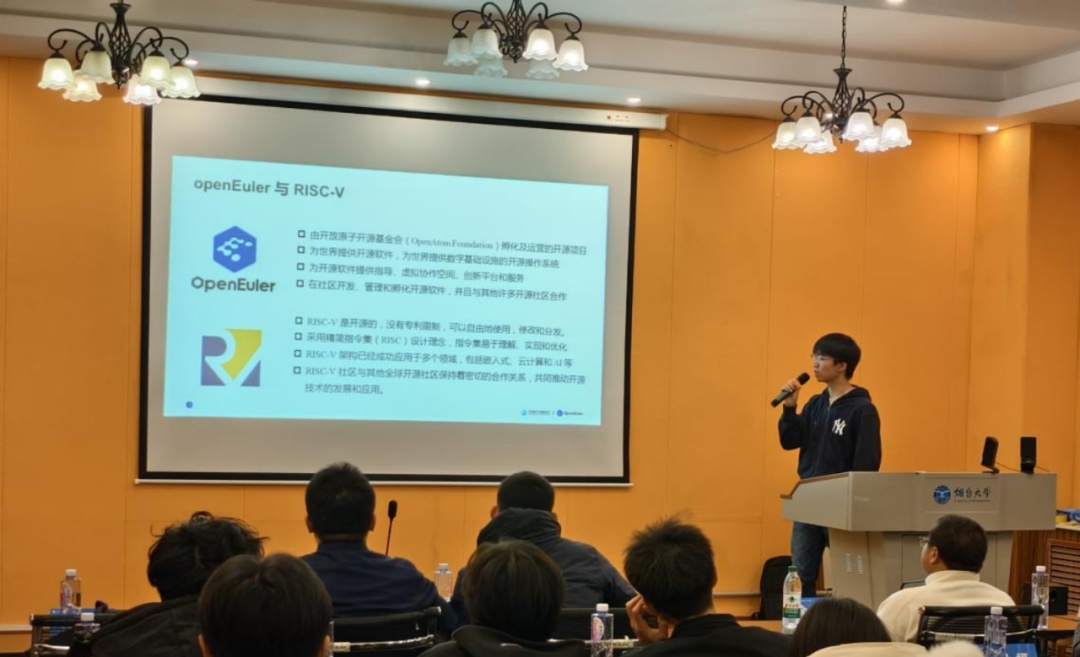 openEuler 与 RISC-V
由开放原子开源基金会（OpenAtom Foundation）孵化及运营的开源项目
为世界提供开源软件，为世界提供数字基础设施的开源操作系统
为开源软件提供指导、虚拟协作空间、创新平台和服务
在社区开发、管理和孵化开源软件，并且与其他许多开源社区合作
OpenEuler
RISC-V 是开源的，没有专利限制，可以自由地使用，修改和分发。
采用精简指令集（RISC）设计理念，指令集易于理解、实现和优化
RISC-V 架构已经成功应用于多个领域，包括嵌入式、云计算和AI 等
RISC-V 社区与其他全球开源社区保持着密切的合作关系，共同推动开源
技术的发展和应用。
RV
OpenEuler
NY
烟台大学